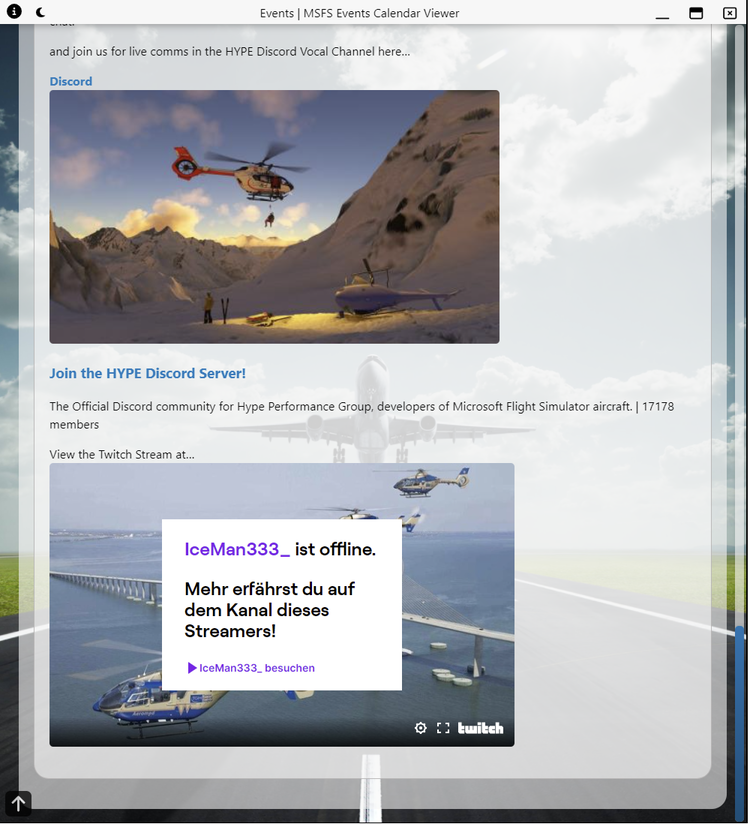 Events | MSFS Events Calendar Viewer
chat!
and join us for live comms in the HYPE Discord Vocal Channel here...
Discord
Join the HYPE Discord Server!
The Official Discord community for Hype Performance Group, developers of Microsoft Flight Simulator aircraft. | 17178
members
View the Twitch Stream at...
IceMan333_ ist offline.
Mehr erfährst du auf
dem Kanal dieses
Streamers!
IceMan333_ besuchen
twitch